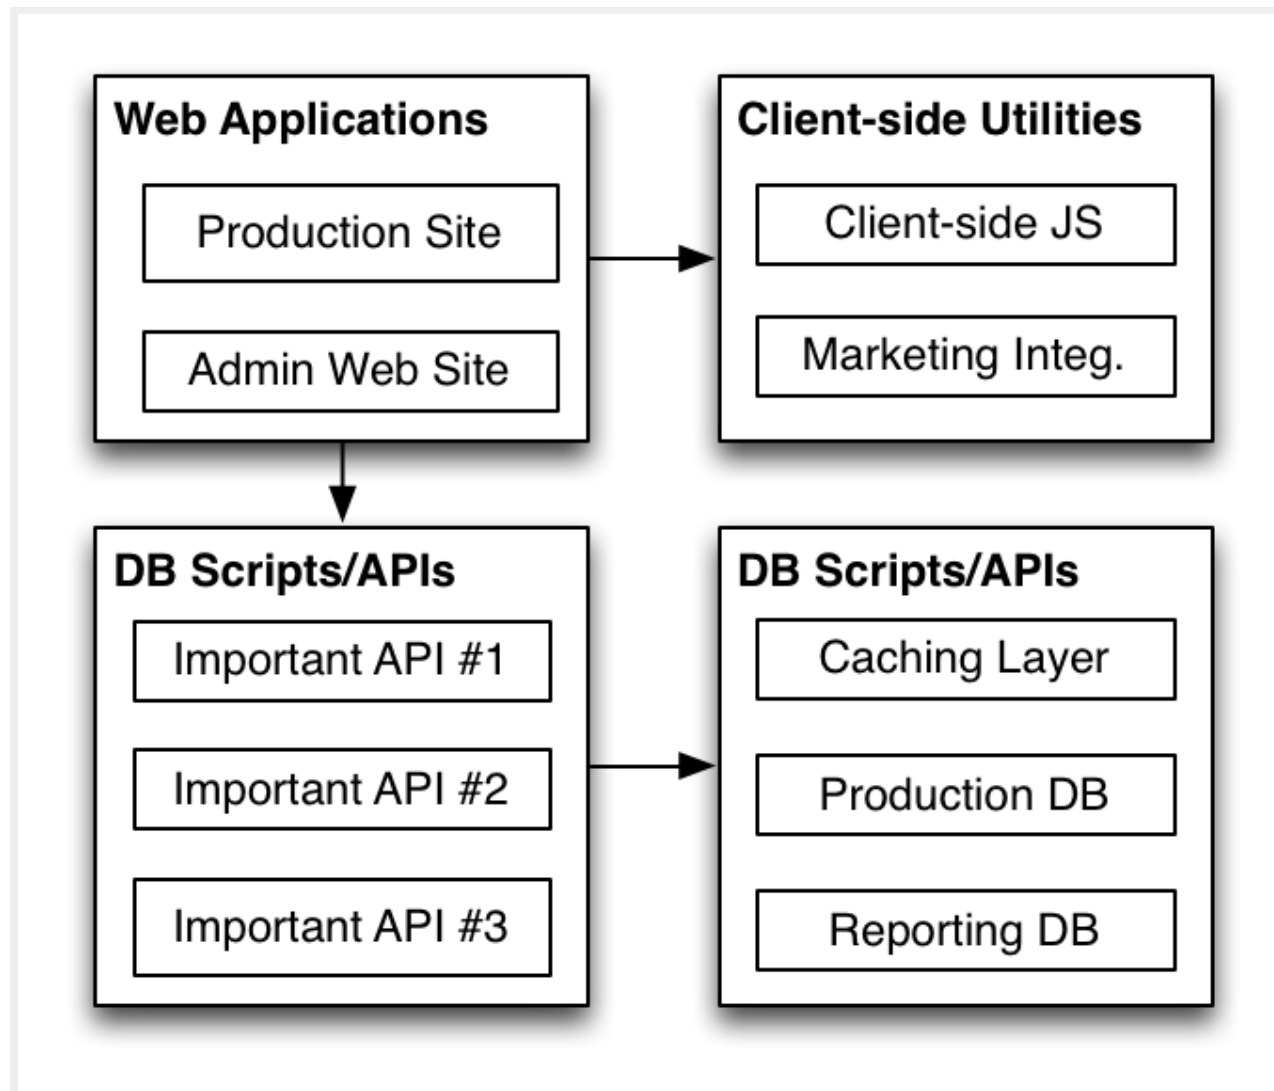 Web Applications
Production Site
Admin Web Site
Client-side Utilities
Client-side JS
Marketing Integ.
DB Scripts/APIs
Important API #1
Important API #2
Important API #3
DB Scripts/APIs
Caching Layer
Production DB
Reporting DB